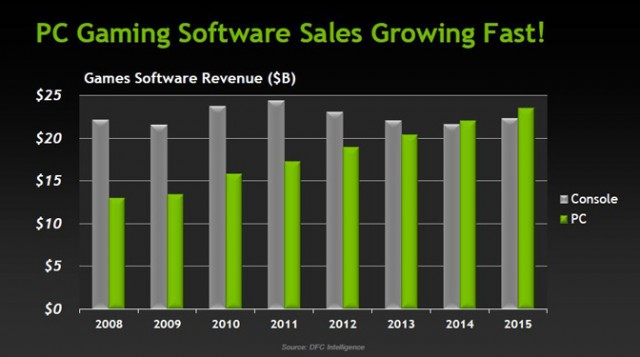 PC Gaming Software Sales Growing Fast!
Games Software Revenue ($B)
$25
$20
$15
$10
$5
$0
2008 2009 2010 2011 2012 2013 2014 2015
Console
PC
Source: DFC Intelligence